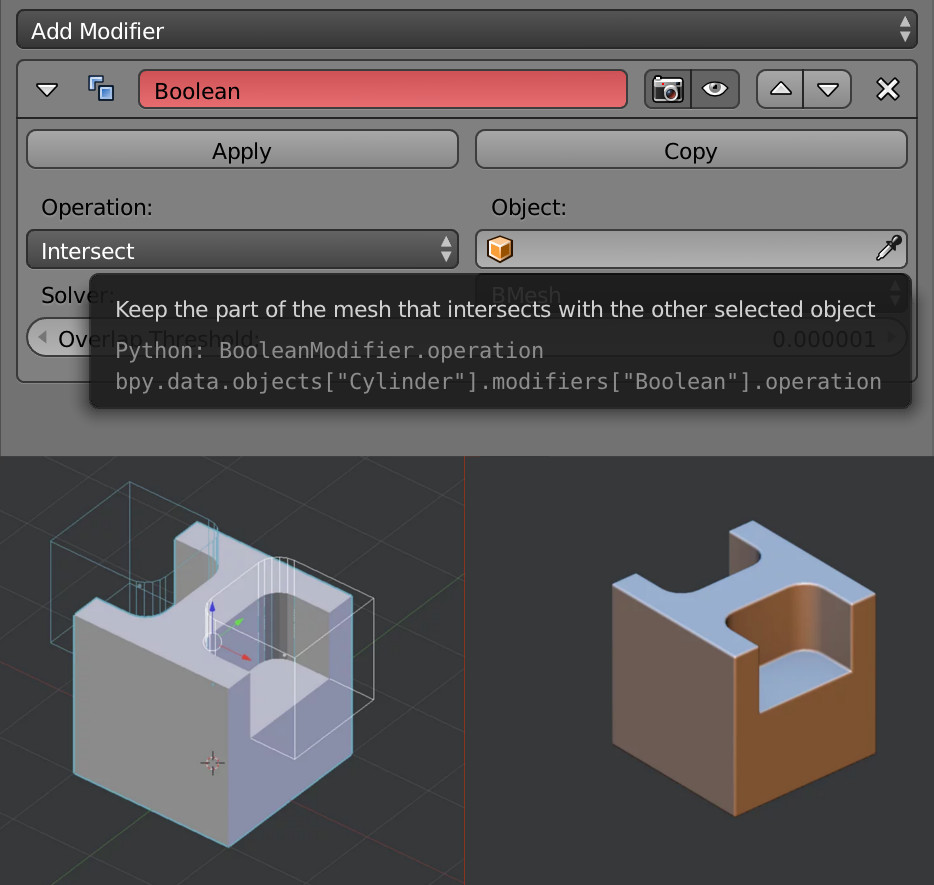 Add Modifier
Boolean
Apply Copy
Operation: Object:
Intersect
Solver: BMesh
Keep the part of the mesh that intersects with the other selected object
Overlap Threshold: 0.000001
Python: BooleanModifier.operation
bpy.data.objects["Cylinder"].modifiers["Boolean"].operation